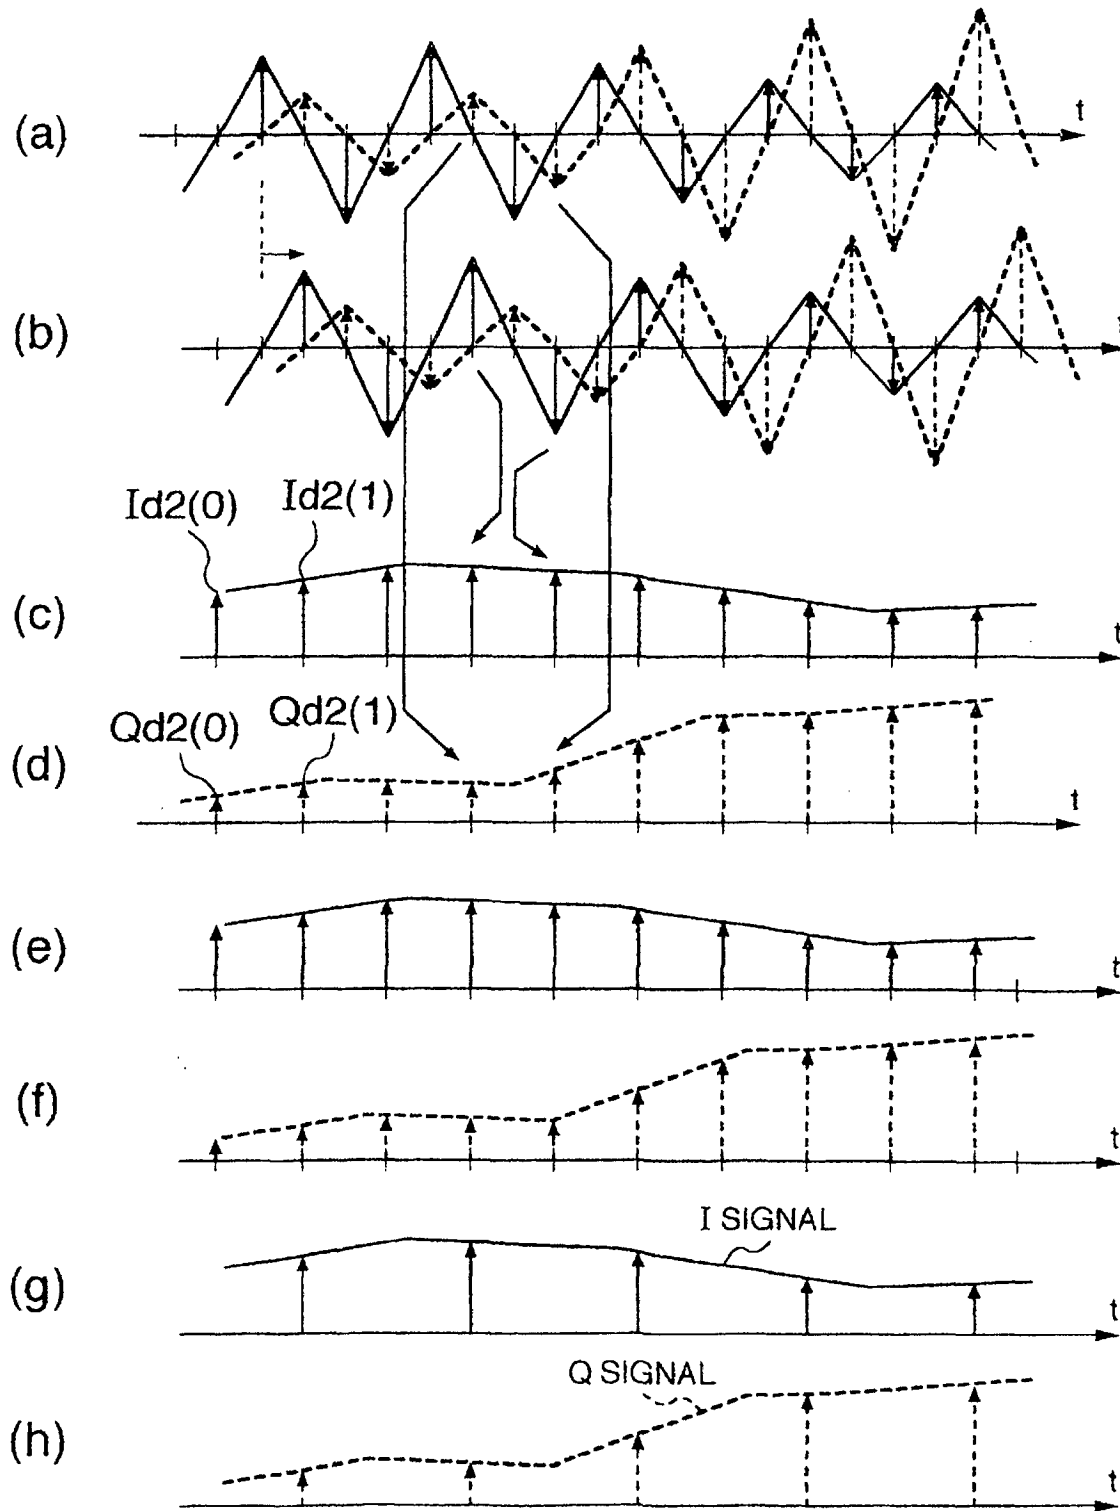 (a)
t
(b)
t
Id2(0)
Id2(1)
(c)
t
Qd2(0)
Qd2(1)
(d)
t
(e)
t
(f)
t
I SIGNAL
(g)
t
Q SIGNAL
(h)
t